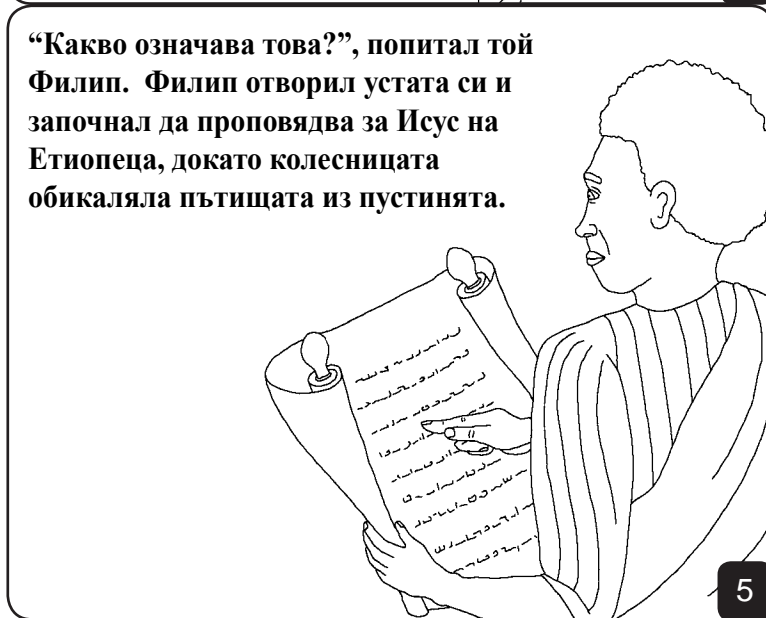 “Какво означава това?”, попитал той
Филип.  Филип отворил устата си и
започнал да проповядва за Исус на
Етиопеца, докато колесницата
обикаляла пътищата из пустинята.
5